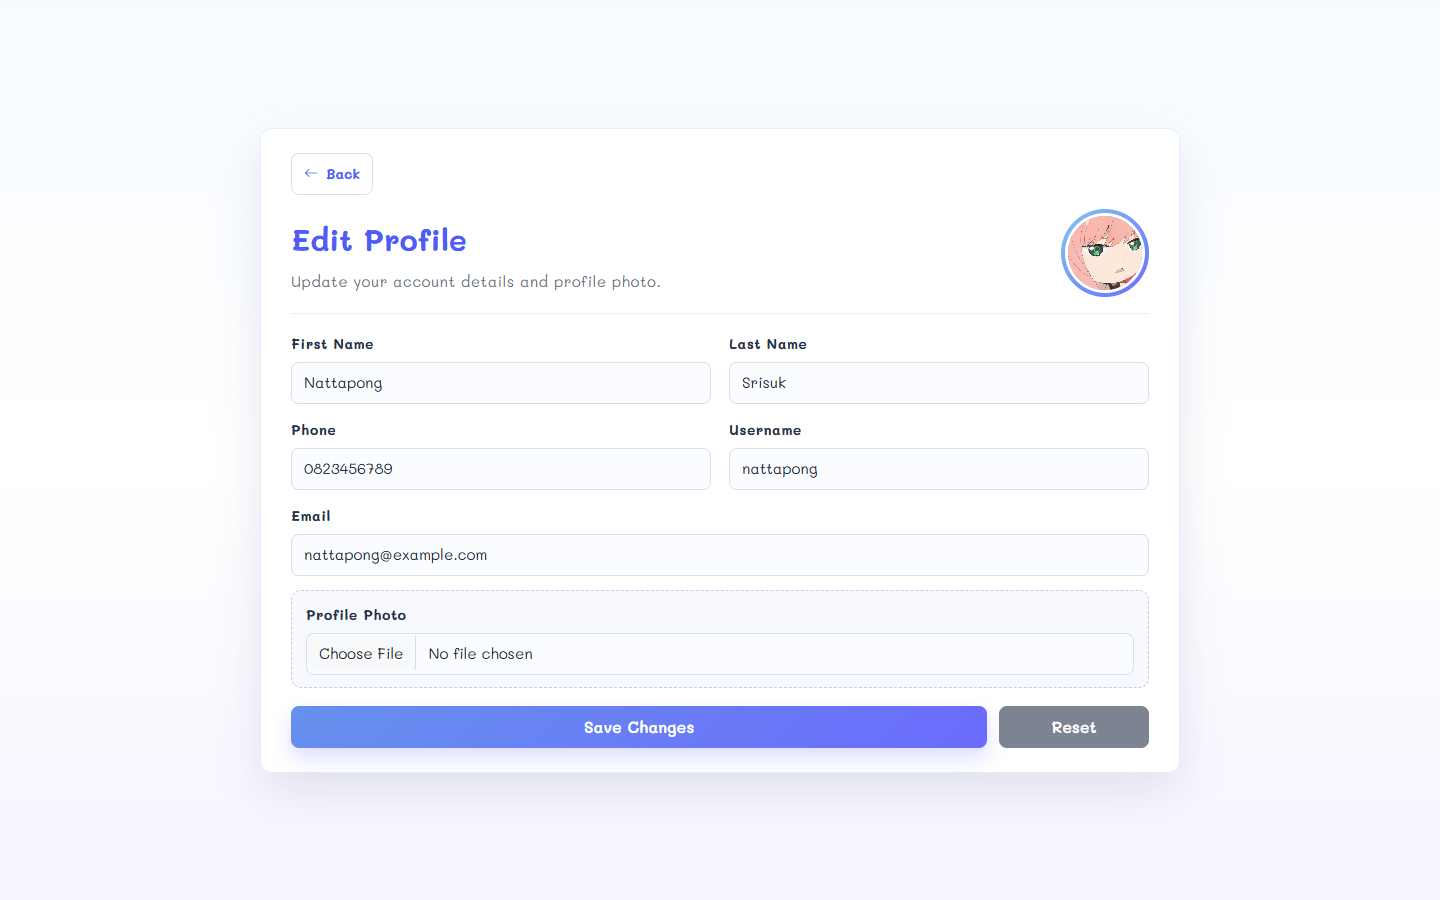 ← Back
Edit Profile
Update your account details and profile photo.
First Name
Last Name
Nattapong
Srisuk
Phone
Username
0823456789
nattapong
Email
nattapong@example.com
Profile Photo
Choose File No file chosen
Save Changes
Reset